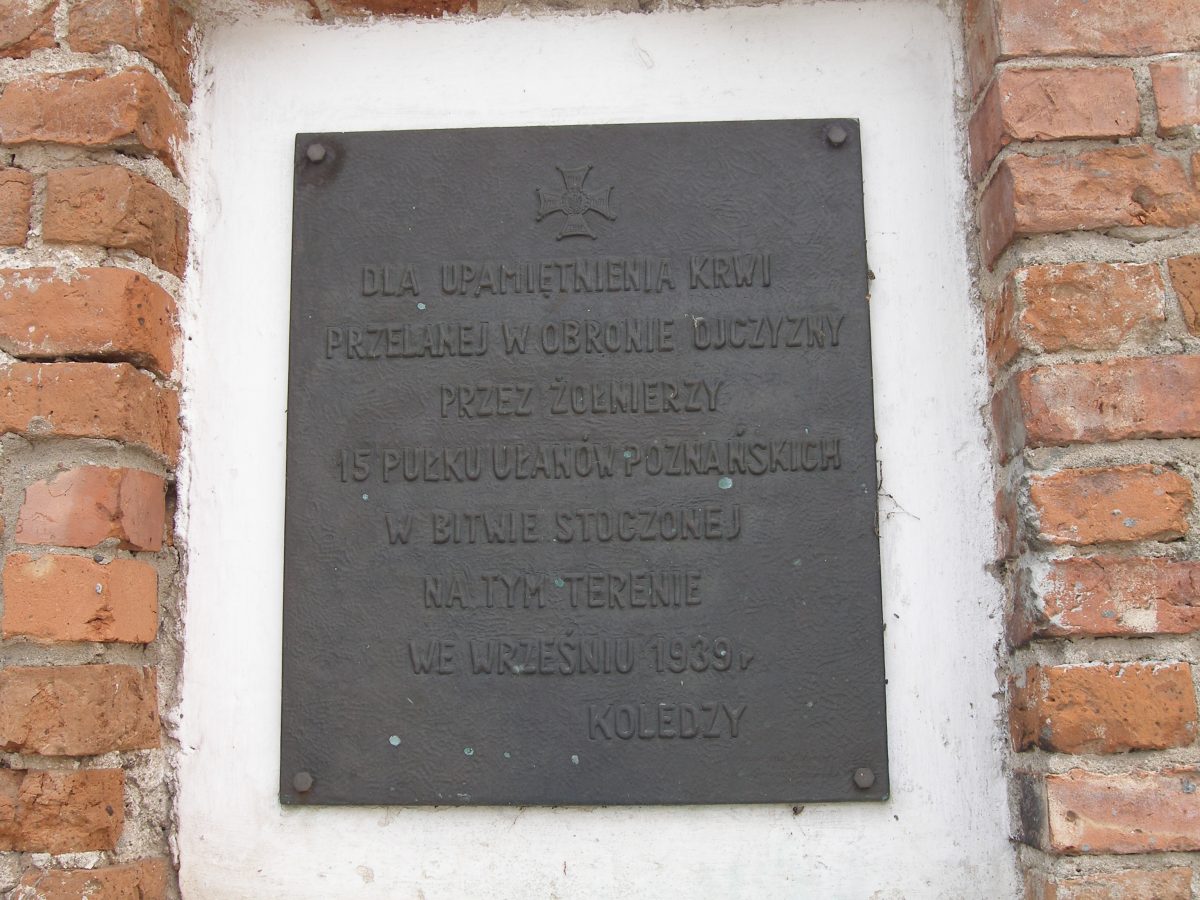 DLA UPAMIĘTNIENIA KRWI
PRZELANEJ W OBRONIE OJCZYZNY
PRZEZ ŻOŁNIERZY
15 PUŁKU UŁANÓW POZNAŃSKICH
W BITWIE STOCZONEJ
NA TYM TERENIE
WE WRZEŚNIU 1939 r
KOLEDZY